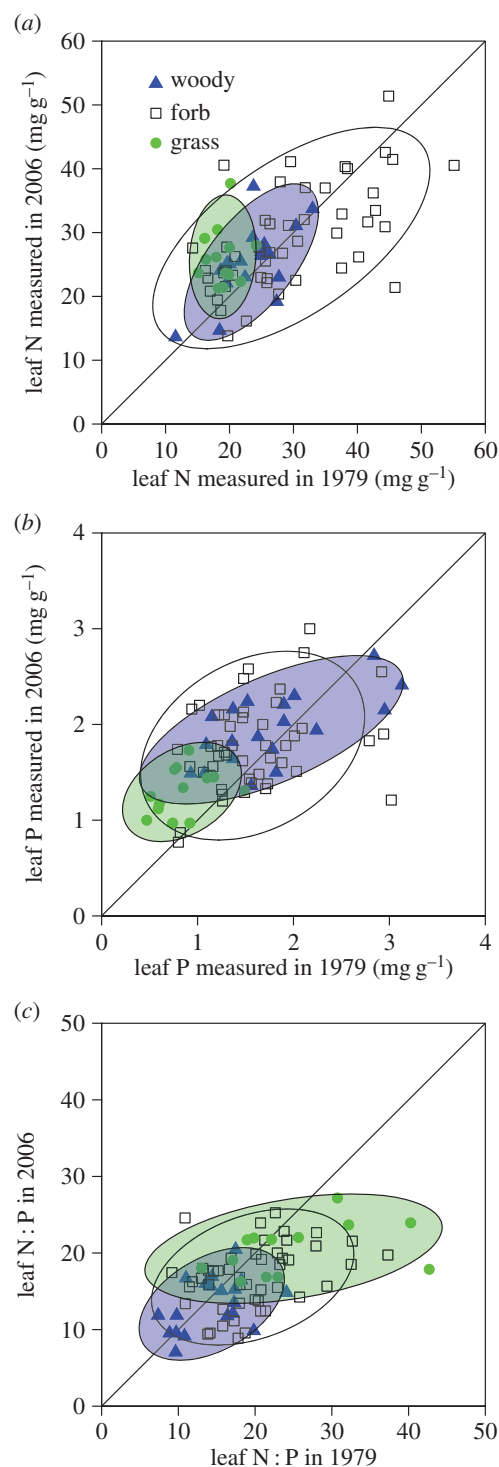 (a)
60
50
40
30
20
10
0
leaf N measured in 2006 (mg g⁻¹)
woody
forb
grass
0 10 20 30 40 50 60
leaf N measured in 1979 (mg g⁻¹)
(b)
4
3
2
1
0
leaf P measured in 2006 (mg g⁻¹)
0 1 2 3 4
leaf P measured in 1979 (mg g⁻¹)
(c)
50
40
30
20
10
0
leaf N : P in 2006
0 10 20 30 40 50
leaf N : P in 1979